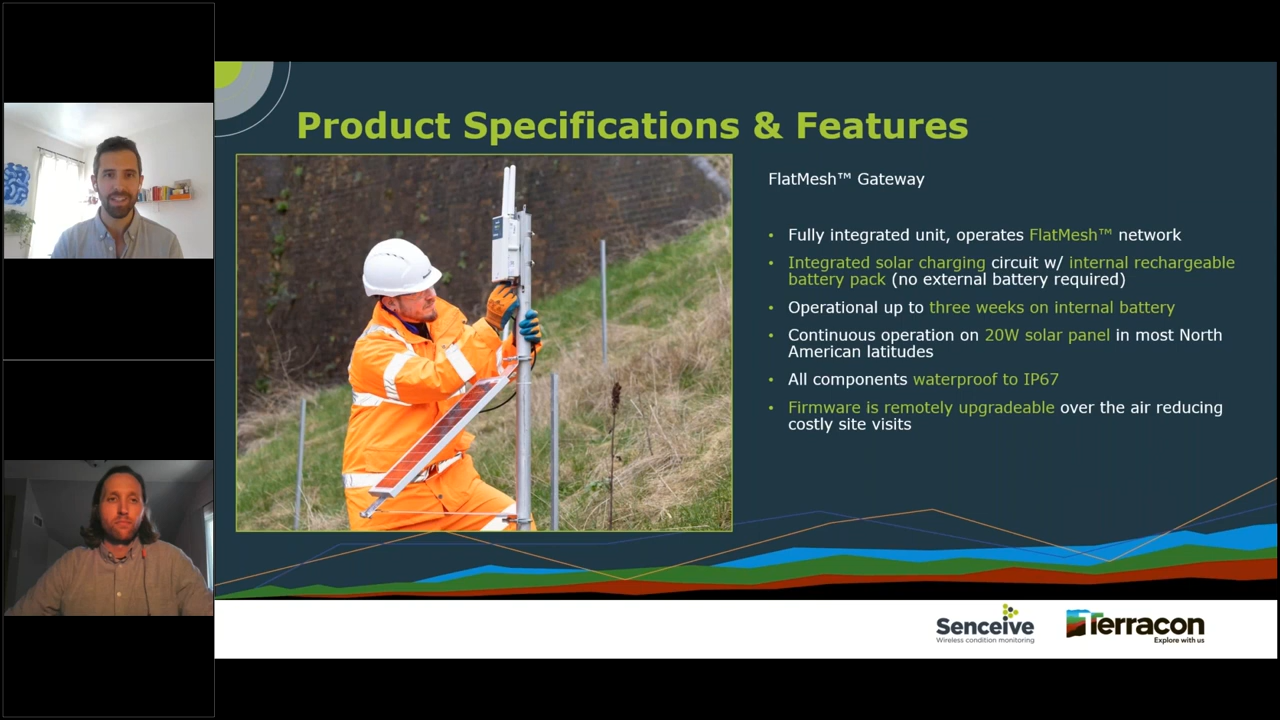 Product Specifications & Features
FlatMesh™ Gateway
• Fully integrated unit, operates FlatMesh™ network
• Integrated solar charging circuit w/ internal rechargeable
battery pack (no external battery required)
• Operational up to three weeks on internal battery
• Continuous operation on 20W solar panel in most North
American latitudes
• All components waterproof to IP67
• Firmware is remotely upgradeable over the air reducing
costly site visits
Senceive
Wireless condition monitoring
Terracon
Explore with us